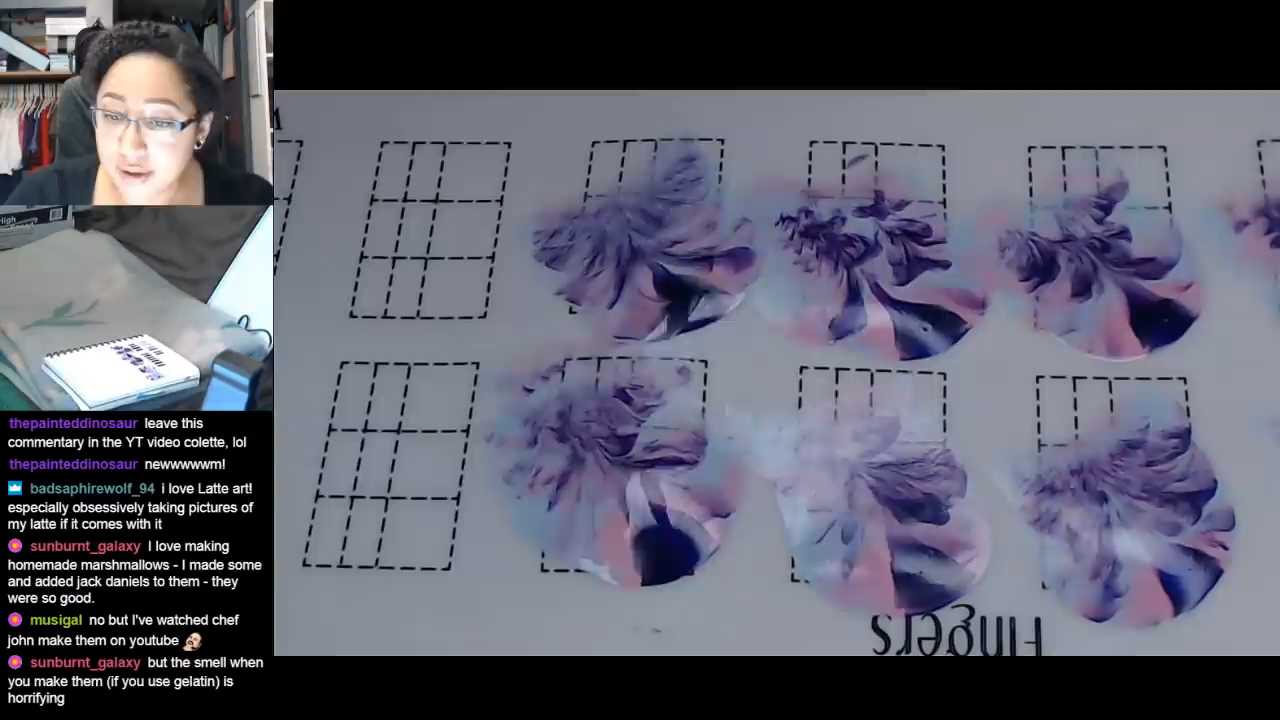 High
thepainteddinosaur leave this
commentary in the YT video colette, lol
thepainteddinosaur newwwwwm!
badsaphirewolf_94 i love Latte art!
especially obsessively taking pictures of
my latte if it comes with it
sunburnt_galaxy I love making
homemade marshmallows - I made some
and added jack daniels to them - they
were so good.
musigal no but I've watched chef
john make them on youtube
sunburnt_galaxy but the smell when
you make them (if you use gelatin) is
horrifying
Fingers